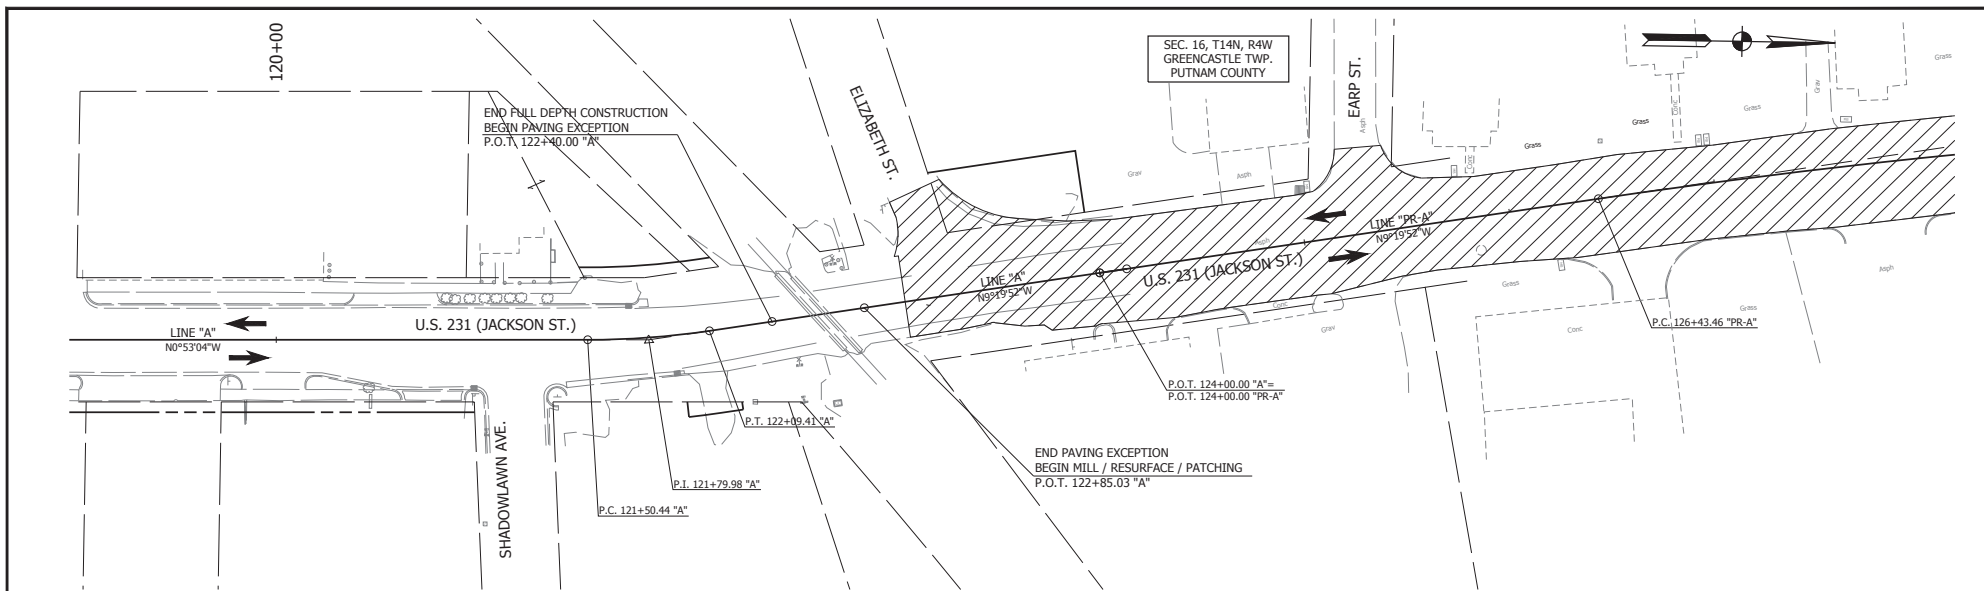 120+00
END FULL DEPTH CONSTRUCTION
BEGIN PAVING EXCEPTION
P.O.T. 122+40.00 "A"
ELIZABETH ST.
SEC. 16, T14N, R4W
GREENCASTLE TWP.
PUTNAM COUNTY
EARP ST.
Asph
Grav
Asph
Conc
Grass
Grass
Conc
Grass
Grav
Grass
LINE "PR-A"
N9°19'52"W
Asph
U.S. 231 (JACKSON ST.)
LINE "A"
N9°19'52"W
LINE "A"
N0°53'04"W
U.S. 231 (JACKSON ST.)
Conc
Grav
Grass
Conc
Grass
Asph
P.C. 126+43.46 "PR-A"
P.O.T. 124+00.00 "A"=
P.O.T. 124+00.00 "PR-A"
P.T. 122+09.41 "A"
END PAVING EXCEPTION
BEGIN MILL / RESURFACE / PATCHING
P.O.T. 122+85.03 "A"
P.I. 121+79.98 "A"
P.C. 121+50.44 "A"
SHADOWLAWN AVE.